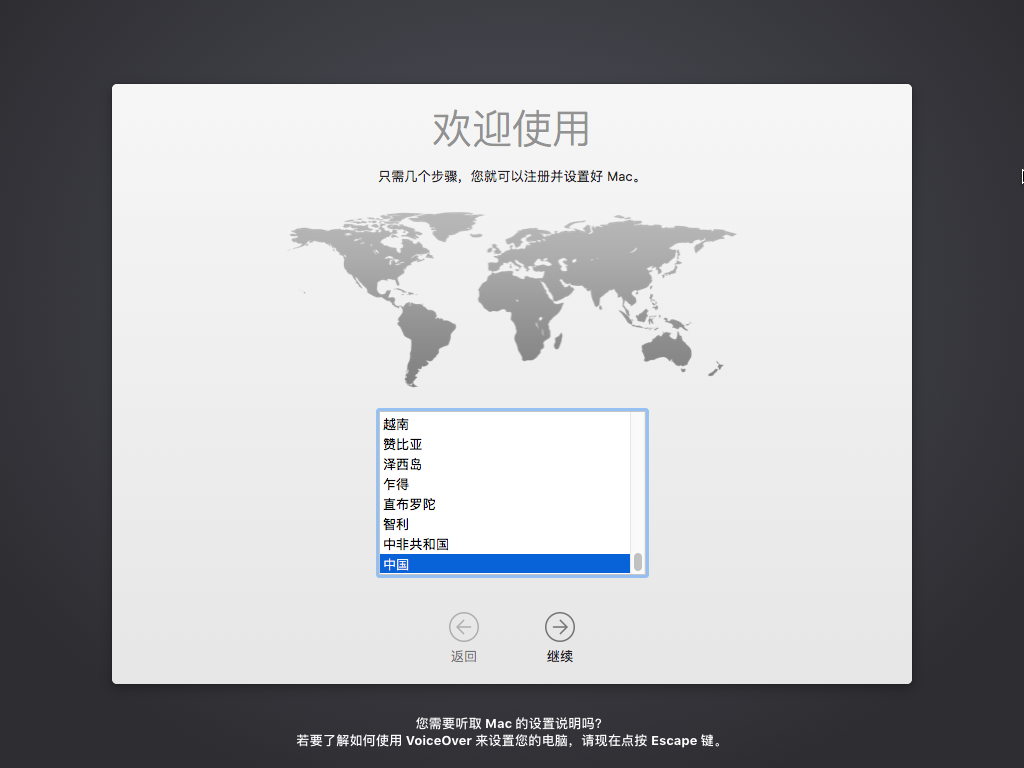 欢迎使用
只需几个步骤，您就可以注册并设置好 Mac。
越南
赞比亚
泽西岛
乍得
直布罗陀
智利
中非共和国
中国
返回
继续
您需要听取 Mac 的设置说明吗？
若要了解如何使用 VoiceOver 来设置您的电脑，请现在点按 Escape 键。